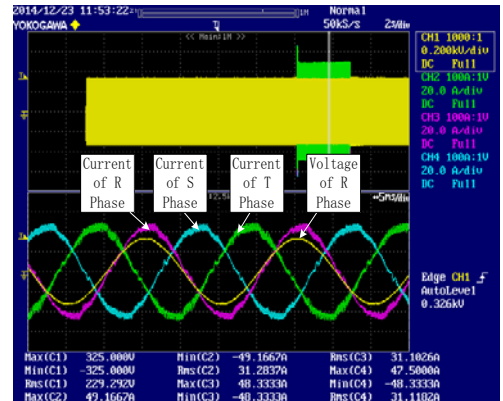 2014/12/23 11:53:22
1M Normal
YOKOGAWA 50kS/s 2s/div
<< Main:1M >>
CH1 1000:1
0.200kV/div
DC Full
CH2 100A:1V
20.0 A/div
DC Full
CH3 100A:1V
20.0 A/div
DC Full
CH4 100A:1V
20.0 A/div
DC Full
Current of R Phase
Current of S Phase
Current of T Phase
Voltage of R Phase
5ms/div
Edge CH1
AutoLevel
0.326kV
Max(C1) 325.000V Min(C2) -49.1667A Rms(C3) 31.1026A
Min(C1) -325.000V Rms(C2) 31.2837A Max(C4) 47.5000A
Rms(C1) 229.292V Max(C3) 48.3333A Min(C4) -48.3333A
Max(C2) 49.1667A Min(C3) -48.3333A Rms(C4) 31.1182A